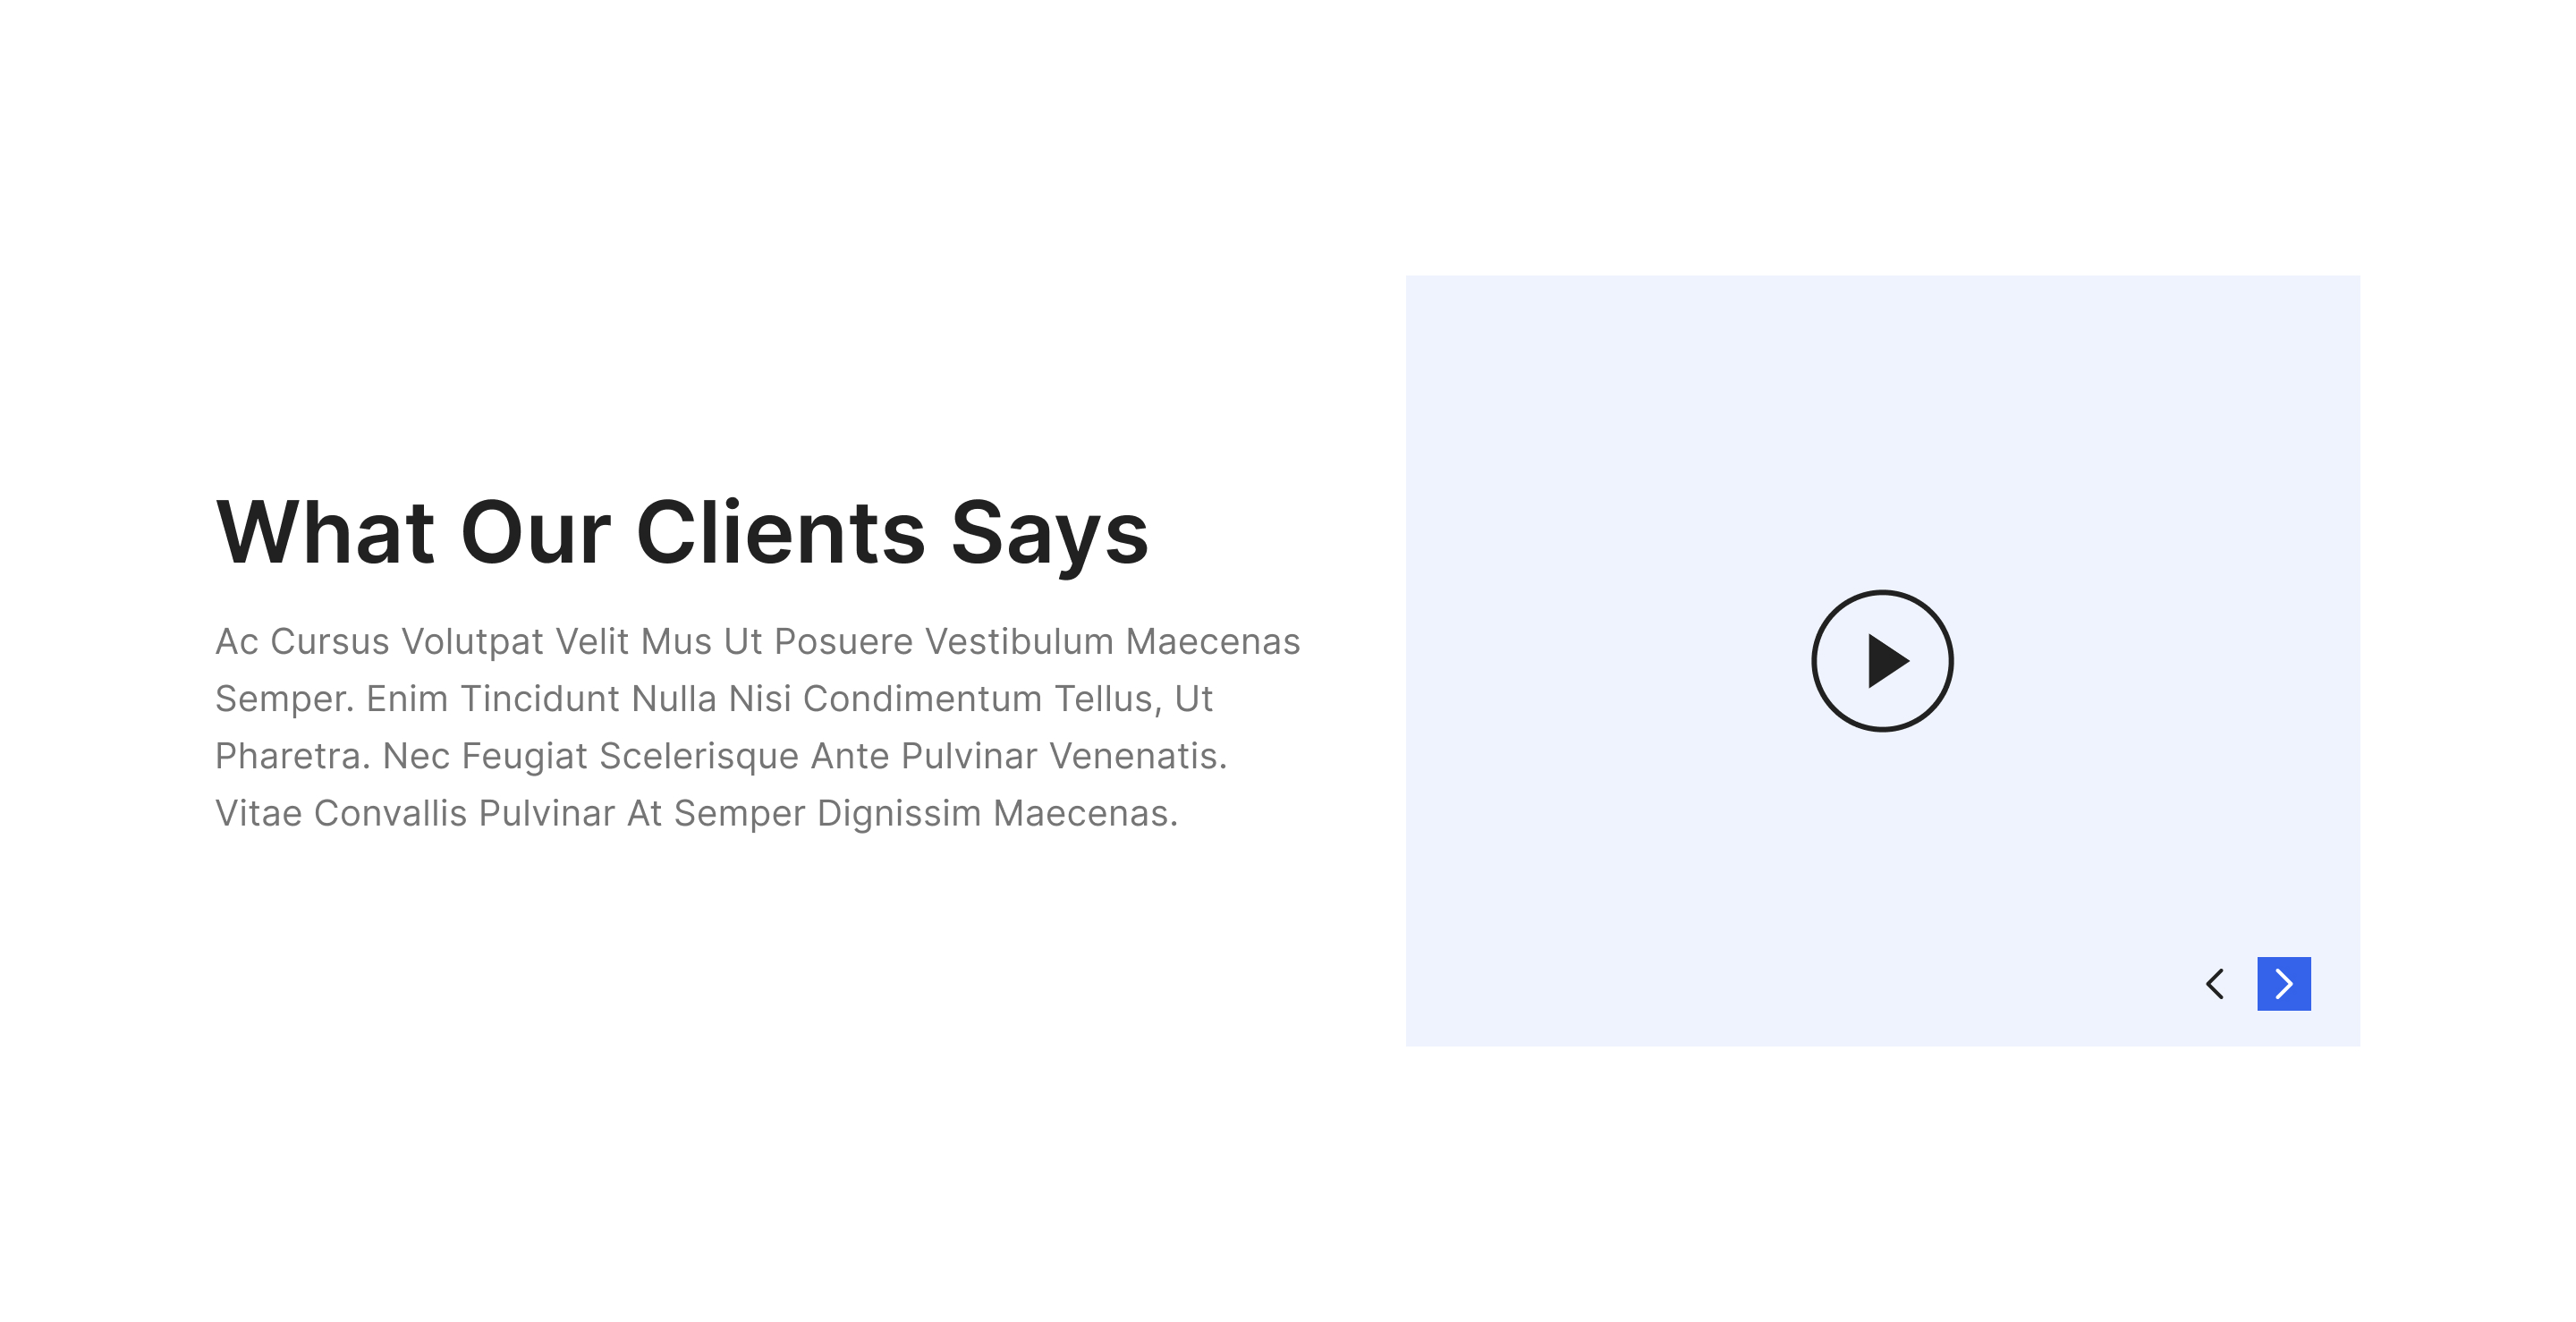 What Our Clients Says
Ac Cursus Volutpat Velit Mus Ut Posuere Vestibulum Maecenas
Semper. Enim Tincidunt Nulla Nisi Condimentum Tellus, Ut
Pharetra. Nec Feugiat Scelerisque Ante Pulvinar Venenatis.
Vitae Convallis Pulvinar At Semper Dignissim Maecenas.